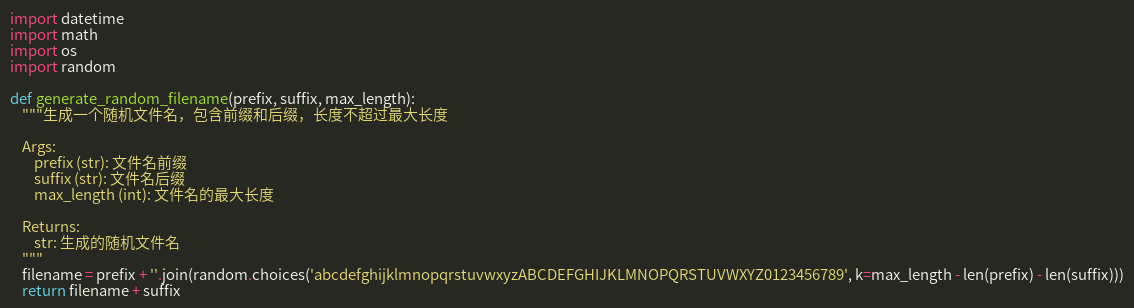 import datetime
import math
import os
import random
def generate_random_filename(prefix, suffix, max_length):
"""生成一个随机文件名，包含前缀和后缀，长度不超过最大长度
Args:
prefix (str): 文件名前缀
suffix (str): 文件名后缀
max_length (int): 文件名的最大长度
Returns:
str: 生成的随机文件名
"""
filename = prefix + ''.join(random.choices('abcdefghijklmnopqrstuvwxyzABCDEFGHIJKLMNOPQRSTUVWXYZ0123456789', k=max_length - len(prefix) - len(suffix)))
return filename + suffix